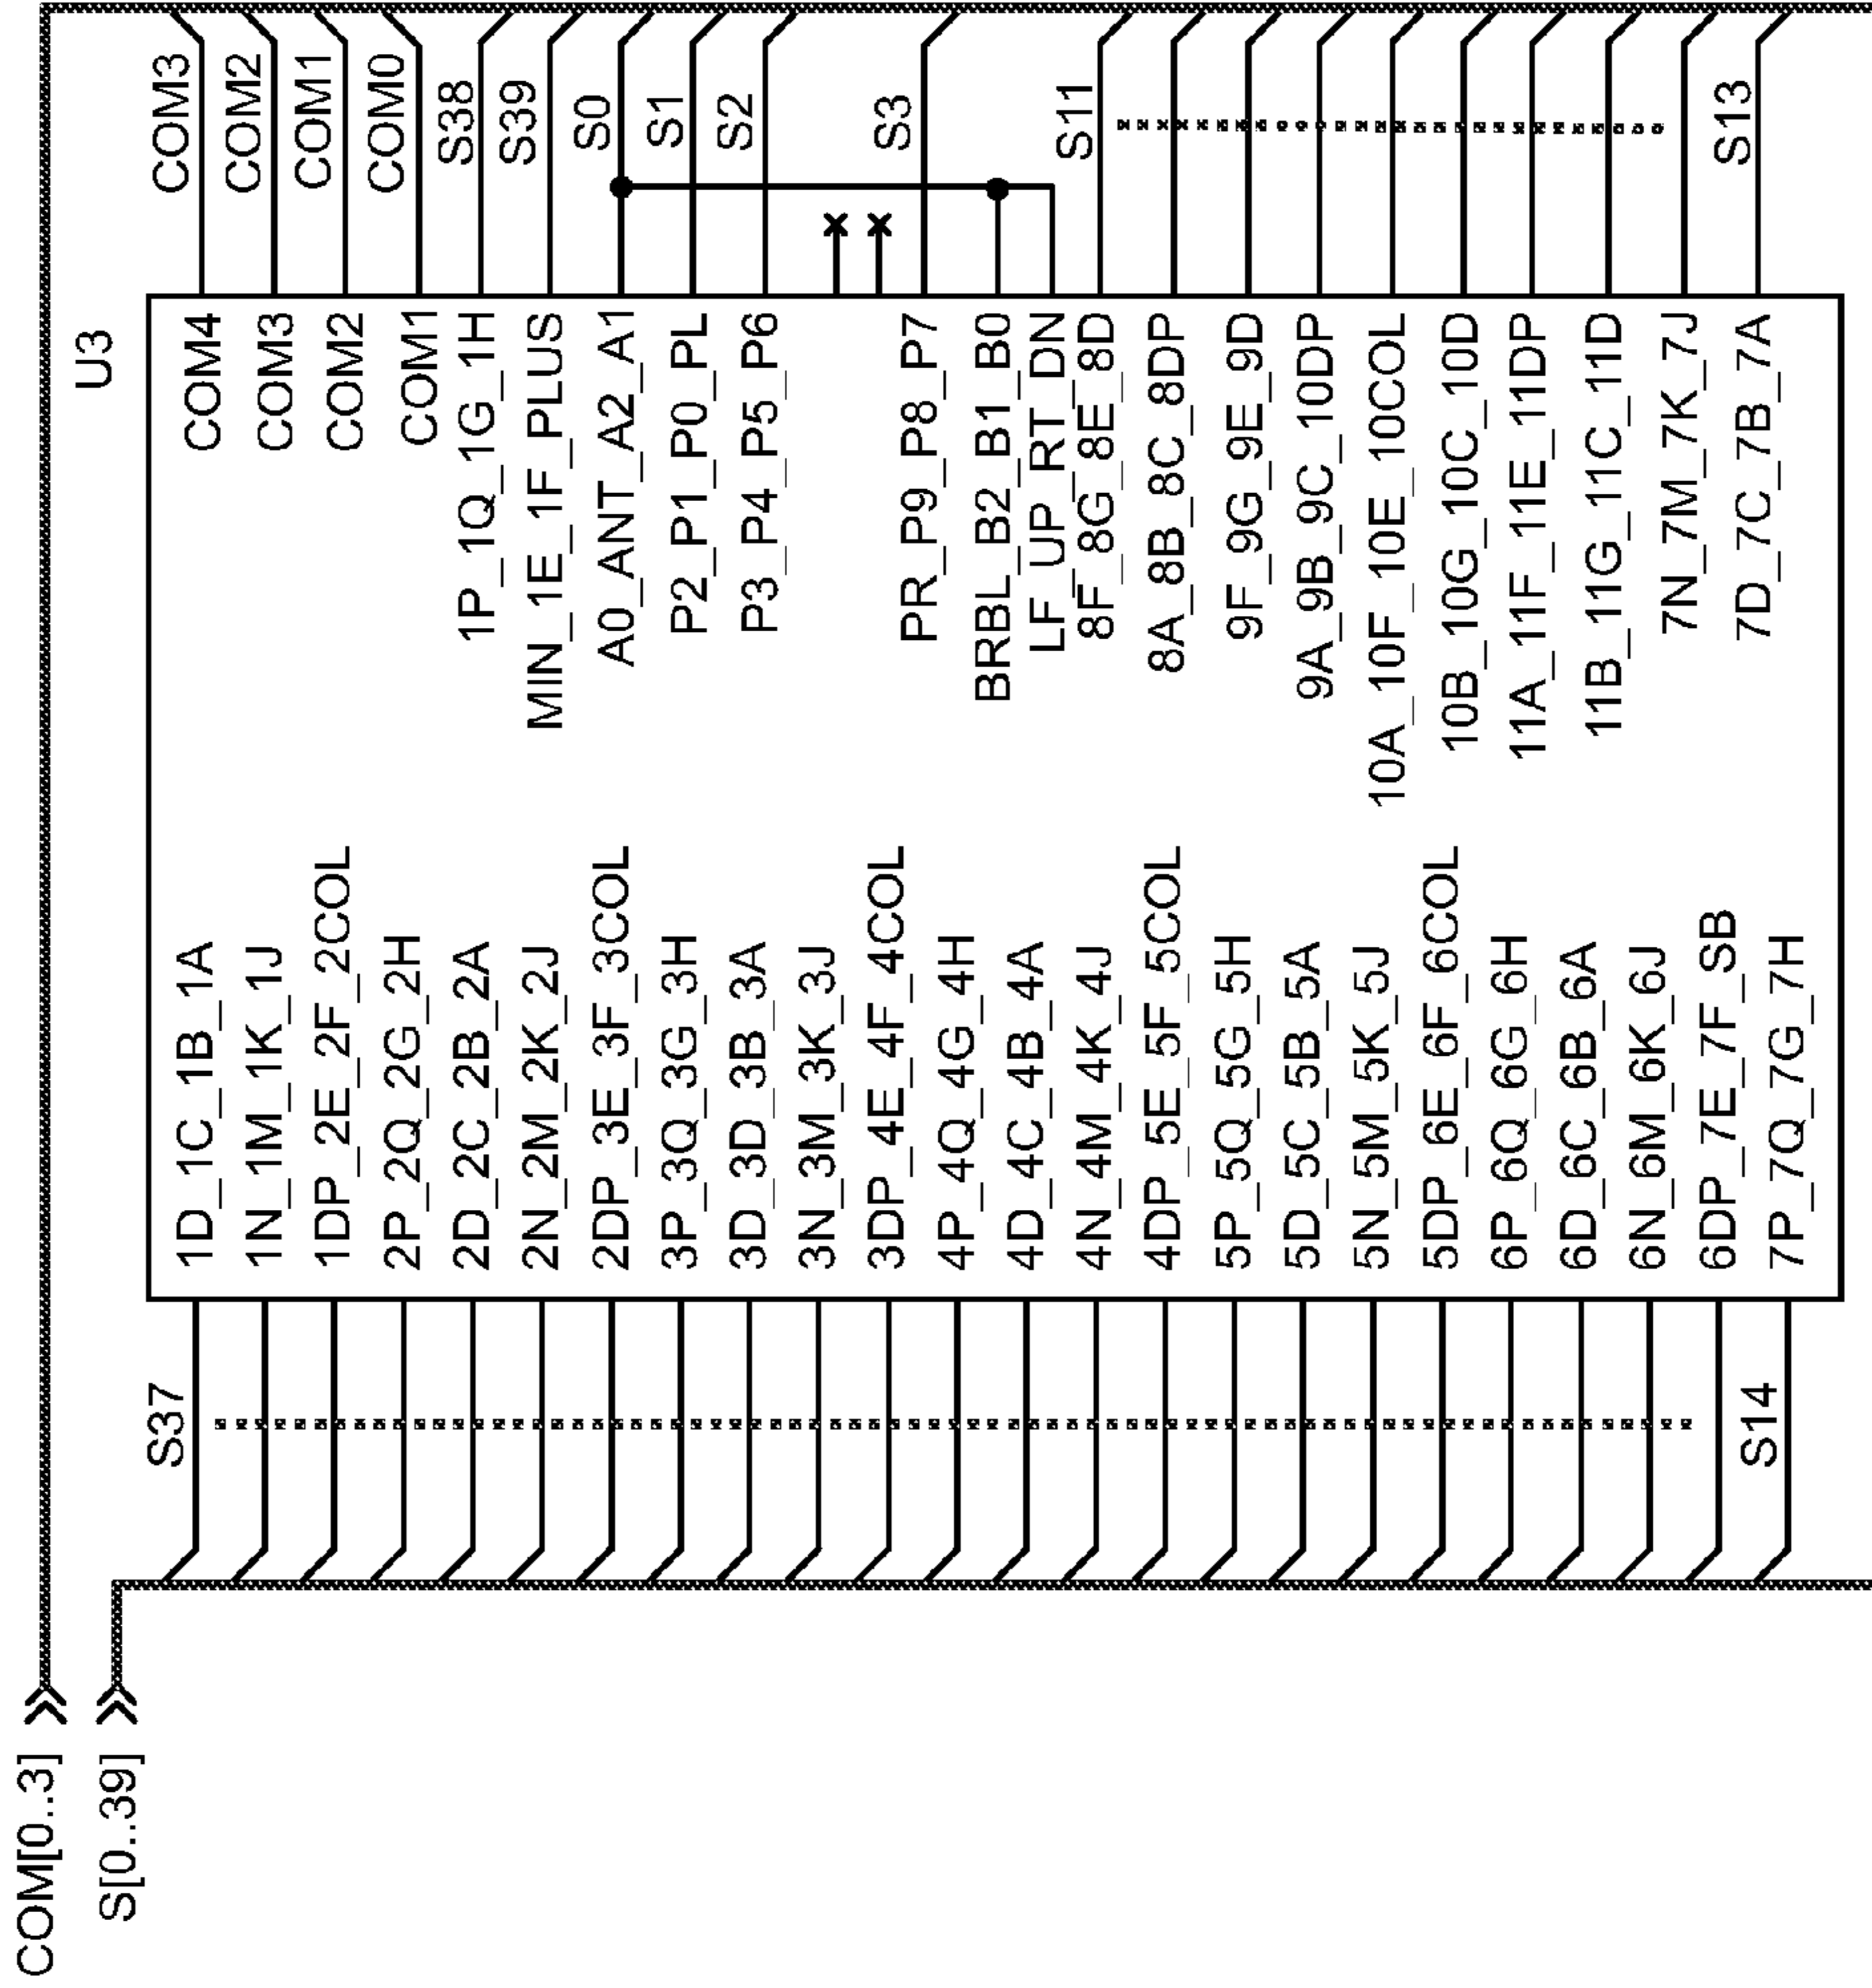 COM[0..3]
S[0..39]
U3
S37
S14
1D_1C_1B_1A
1N_1M_1K_1J
1DP_2E_2F_2COL
2P_2Q_2G_2H
2D_2C_2B_2A
2N_2M_2K_2J
2DP_3E_3F_3COL
3P_3Q_3G_3H
3D_3D_3B_3A
3N_3M_3K_3J
3DP_4E_4F_4COL
4P_4Q_4G_4H
4D_4C_4B_4A
4N_4M_4K_4J
4DP_5E_5F_5COL
5P_5Q_5G_5H
5D_5C_5B_5A
5N_5M_5K_5J
5DP_6E_6F_6COL
6P_6Q_6G_6H
6D_6C_6B_6A
6N_6M_6K_6J
6DP_7E_7F_SB
7P_7Q_7G_7H
COM4
COM3
COM2
COM1
1P_1Q_1G_1H
MIN_1E_1F_PLUS
A0_ANT_A2_A1
P2_P1_P0_PL
P3_P4_P5_P6
PR_P9_P8_P7
BRBL_B2_B1_B0
LF_UP_RT_DN
8F_8G_8E_8D
8A_8B_8C_8DP
9F_9G_9E_9D
9A_9B_9C_10DP
10A_10F_10E_10COL
10B_10G_10C_10D
11A_11F_11E_11DP
11B_11G_11C_11D
7N_7M_7K_7J
7D_7C_7B_7A
COM3
COM2
COM1
COM0
S38
S39
S0
S1
S2
S3
S11
S13